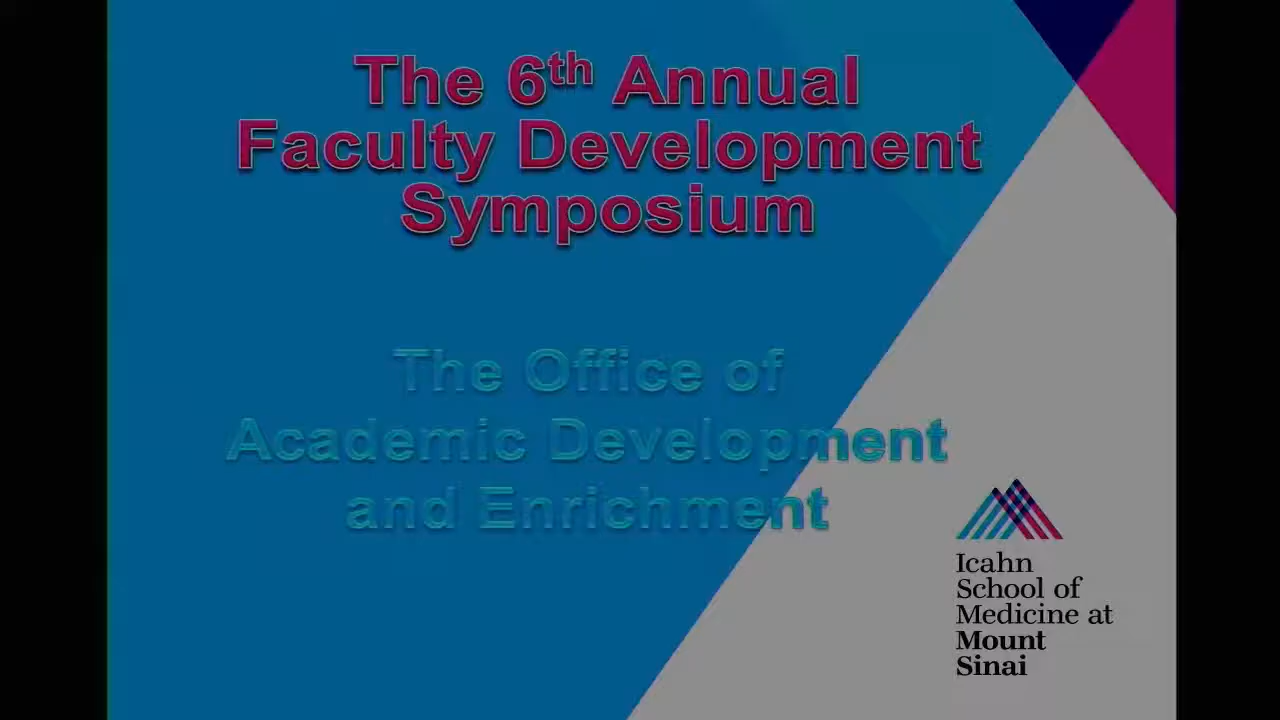 The 6th Annual
Faculty Development
Symposium
The Office of
Academic Development
and Enrichment
Icahn
School of
Medicine at
Mount
Sinai